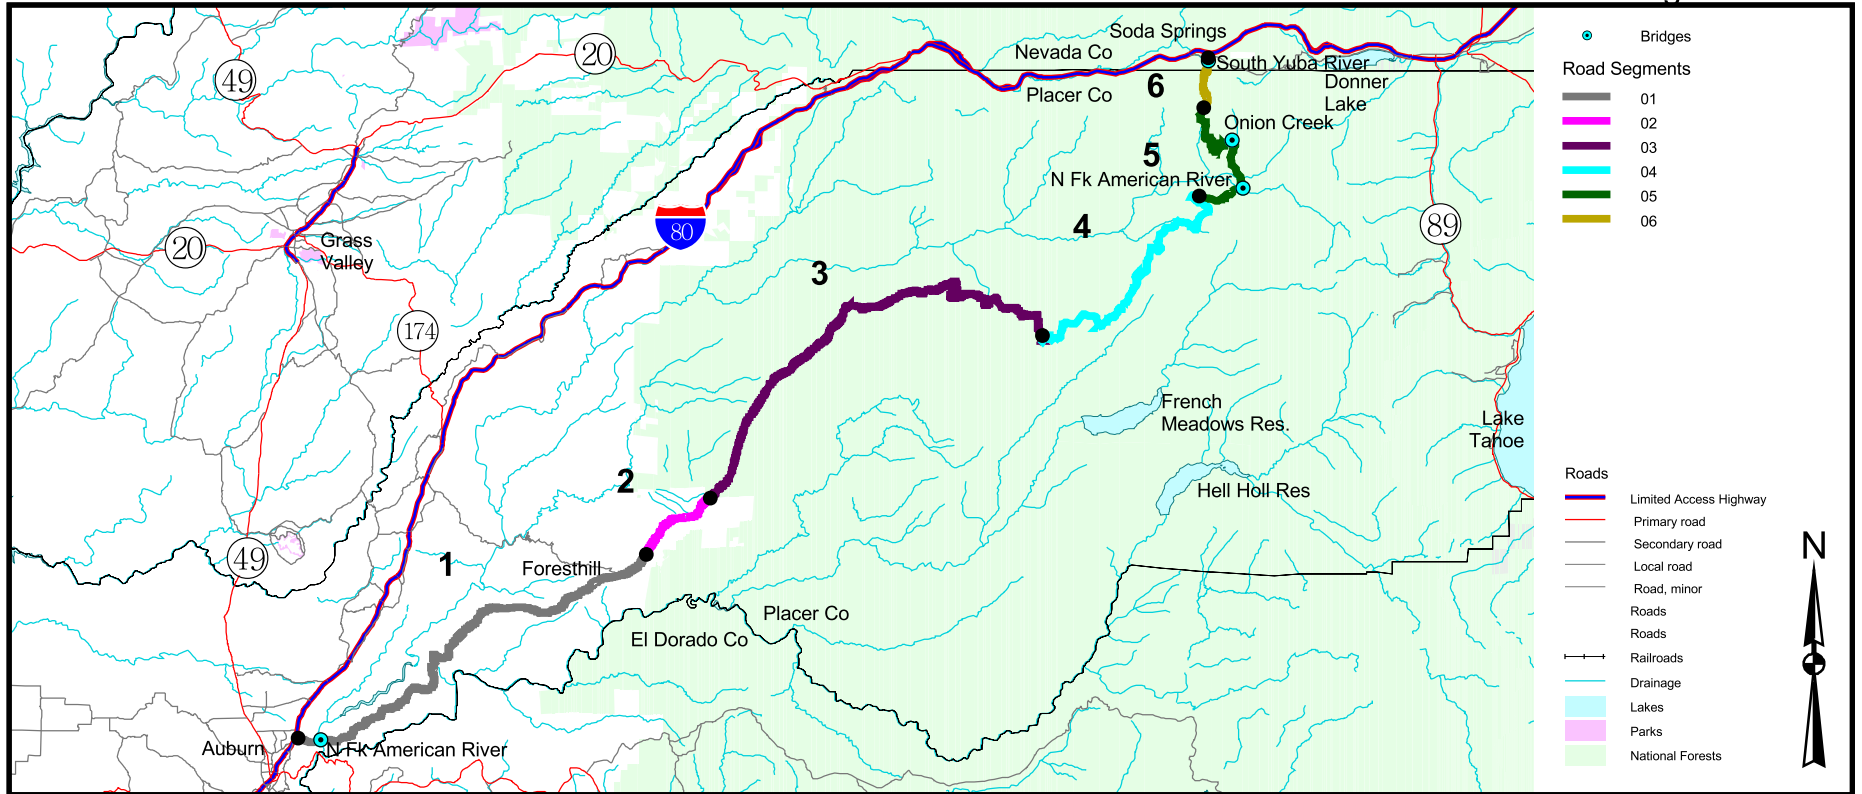 Soda Springs
Nevada Co
South Yuba River
Placer Co
Donner
Lake
6
Onion Creek
5
N Fk American River
4
3
20
49
80
89
20
Grass
Valley
174
French
Meadows Res.
Lake
Tahoe
2
Hell Holl Res
49
1
Foresthill
Placer Co
El Dorado Co
Auburn
N Fk American River
Bridges
Road Segments
01
02
03
04
05
06
Roads
Limited Access Highway
Primary road
Secondary road
Local road
Road, minor
Roads
Roads
Railroads
Drainage
Lakes
Parks
National Forests
N